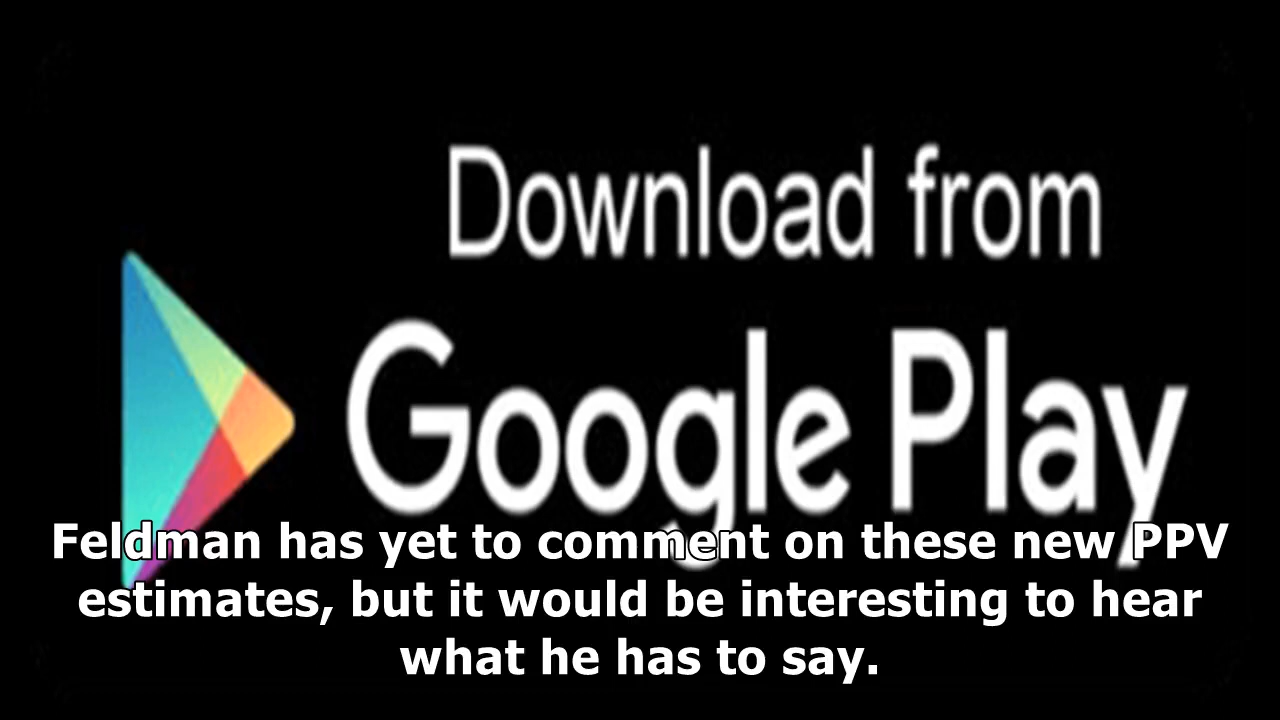 Download from
Google Play
Feldman has yet to comment on these new PPV
estimates, but it would be interesting to hear
what he has to say.